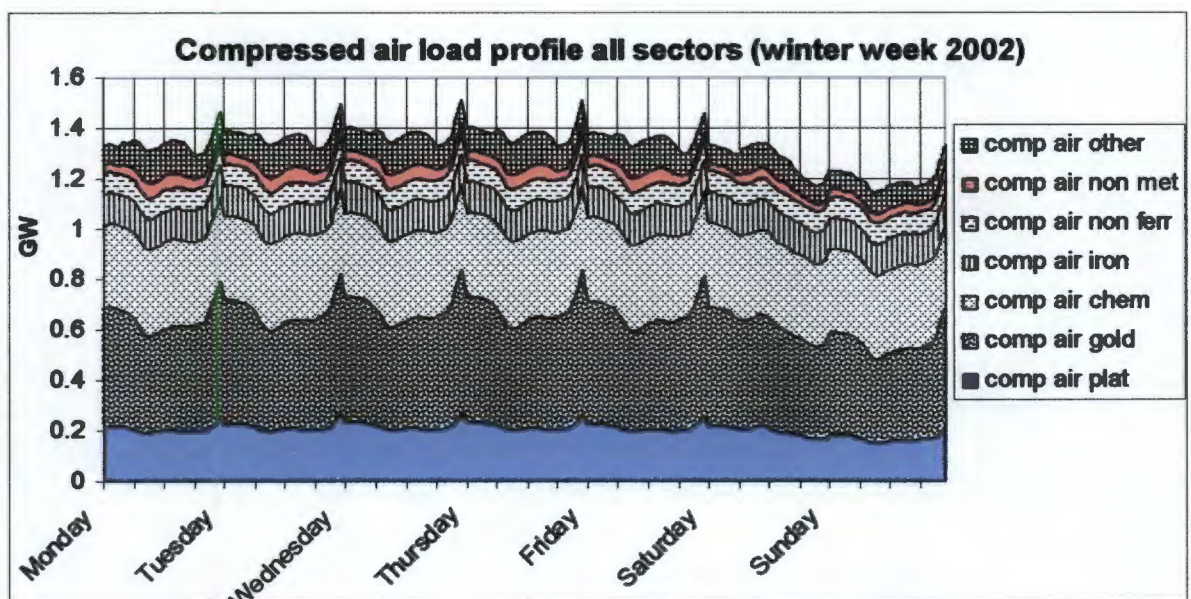 Compressed air load profile all sectors (winter week 2002)
1.6
1.4
1.2
1
0.8
0.6
0.4
0.2
0
GW
Monday
Tuesday
Wednesday
Thursday
Friday
Saturday
Sunday
comp air other
comp air non met
comp air non ferr
comp air iron
comp air chem
comp air gold
comp air plat